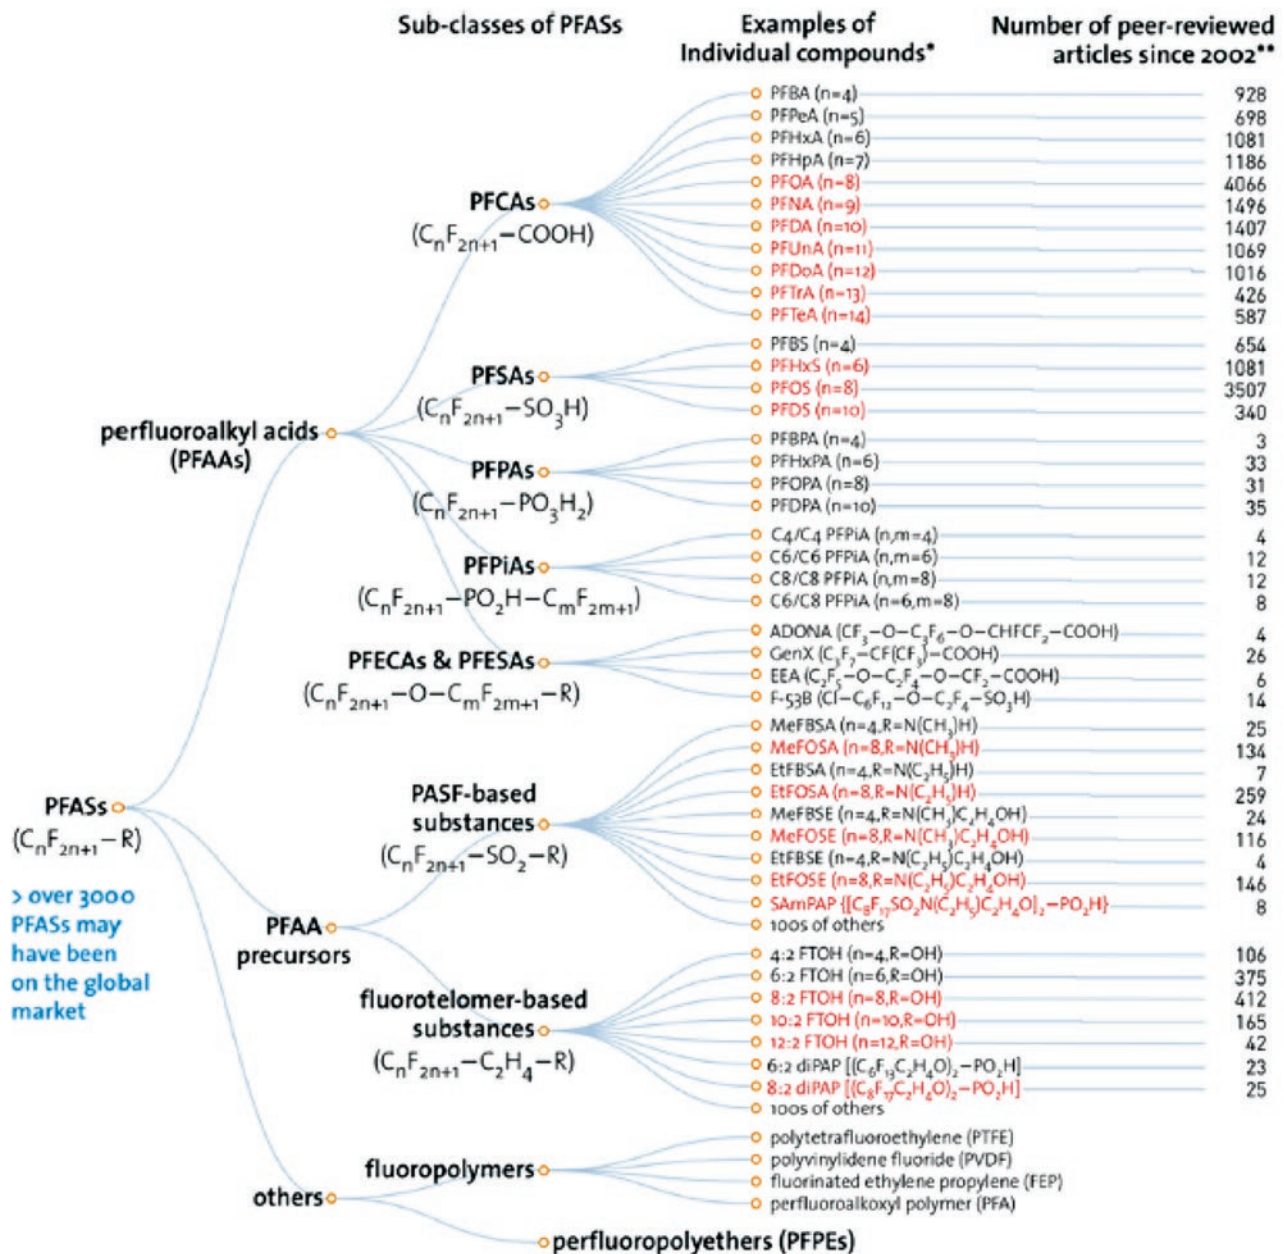 Sub-classes of PFASs
Examples of
Individual compounds*
Number of peer-reviewed
articles since 2002**
PFASs
(CₙF₂ₙ₊₁–R)
> over 3000
PFASs may
have been
on the global
market
perfluoroalkyl acids
(PFAAs)
PFCAs
(CₙF₂ₙ₊₁–COOH)
PFBA (n=4) 928
PFPeA (n=5) 698
PFHxA (n=6) 1081
PFHpA (n=7) 1186
PFOA (n=8) 4066
PFNA (n=9) 1496
PFDA (n=10) 1407
PFUnA (n=11) 1069
PFDoA (n=12) 1016
PFTrA (n=13) 426
PFTeA (n=14) 587
PFSAs
(CₙF₂ₙ₊₁–SO₃H)
PFBS (n=4) 654
PFHxS (n=6) 1081
PFOS (n=8) 3507
PFDS (n=10) 340
PFPAs
(CₙF₂ₙ₊₁–PO₃H₂)
PFBPA (n=4) 3
PFHxPA (n=6) 33
PFOPA (n=8) 31
PFDPA (n=10) 35
PFPiAs
(CₙF₂ₙ₊₁–PO₂H–CₘF₂ₘ₊₁)
C4/C4 PFPiA (n,m=4) 4
C6/C6 PFPiA (n,m=6) 12
C8/C8 PFPiA (n,m=8) 12
C6/C8 PFPiA (n=6,m=8) 8
PFECAs & PFESAs
(CₙF₂ₙ₊₁–O–CₘF₂ₘ₊₁–R)
ADONA (CF₃–O–C₃F₆–O–CHFCF₂–COOH) 4
GenX (C₃F₇–CF(CF₃)–COOH) 26
EEA (C₂F₅–O–C₂F₄–O–CF₂–COOH) 6
F-53B (Cl–C₆F₁₂–O–C₂F₄–SO₃H) 14
PFAA
precursors
PASF-based
substances
(CₙF₂ₙ₊₁–SO₂–R)
MeFBSA (n=4,R=N(CH₃)H) 25
MeFOSA (n=8,R=N(CH₃)H) 134
EtFBSA (n=4,R=N(C₂H₅)H) 7
EtFOSA (n=8,R=N(C₂H₅)H) 259
MeFBSE (n=4,R=N(CH₃)C₂H₄OH) 24
MeFOSE (n=8,R=N(CH₃)C₂H₄OH) 116
EtFBSE (n=4,R=N(C₂H₅)C₂H₄OH) 4
EtFOSE (n=8,R=N(C₂H₅)C₂H₄OH) 146
SAmPAP {[C₈F₁₇SO₂N(C₂H₅)C₂H₄O]₂–PO₂H} 8
100s of others
fluorotelomer-based
substances
(CₙF₂ₙ₊₁–C₂H₄–R)
4:2 FTOH (n=4,R=OH) 106
6:2 FTOH (n=6,R=OH) 375
8:2 FTOH (n=8,R=OH) 412
10:2 FTOH (n=10,R=OH) 165
12:2 FTOH (n=12,R=OH) 42
6:2 diPAP [(C₆F₁₃C₂H₄O)₂–PO₂H] 23
8:2 diPAP [(C₈F₁₇C₂H₄O)₂–PO₂H] 25
100s of others
others
fluoropolymers
polytetrafluoroethylene (PTFE)
polyvinylidene fluoride (PVDF)
fluorinated ethylene propylene (FEP)
perfluoroalkoxyl polymer (PFA)
perfluoropolyethers (PFPEs)